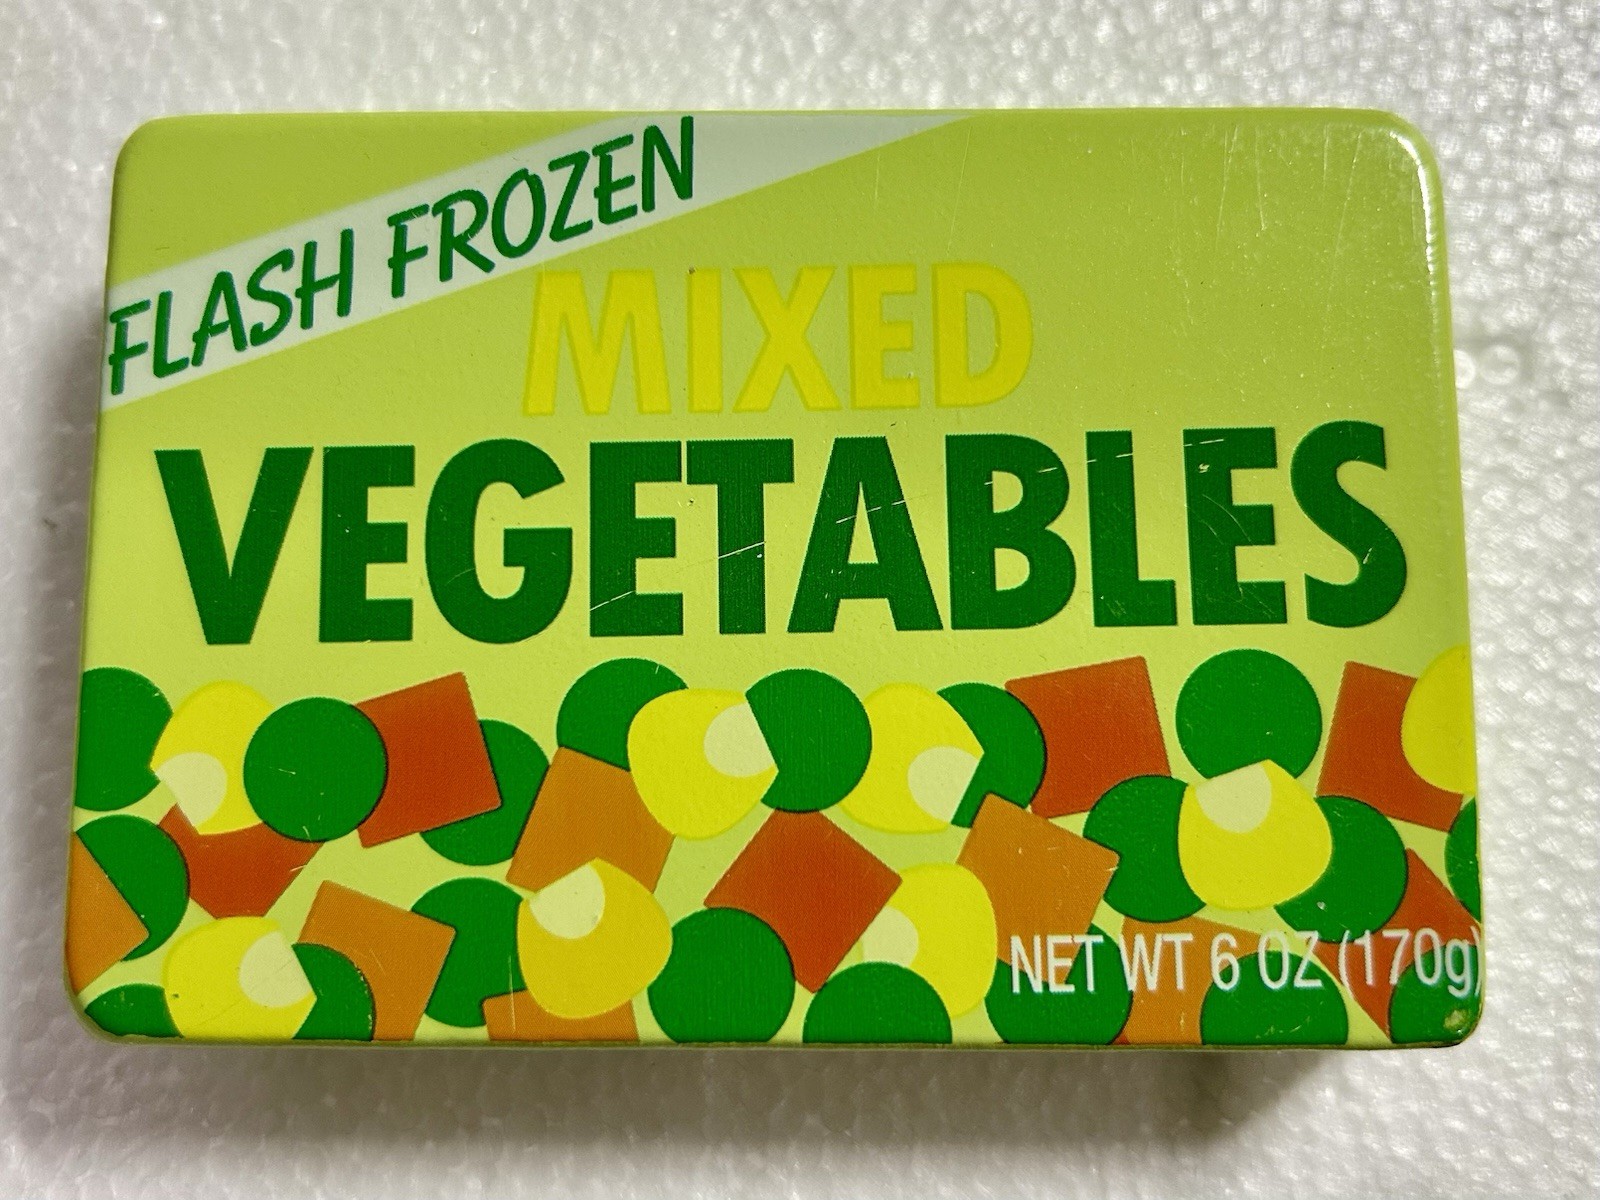 FLASH FROZEN
MIXED
VEGETABLES
NET WT 6 OZ (170g)